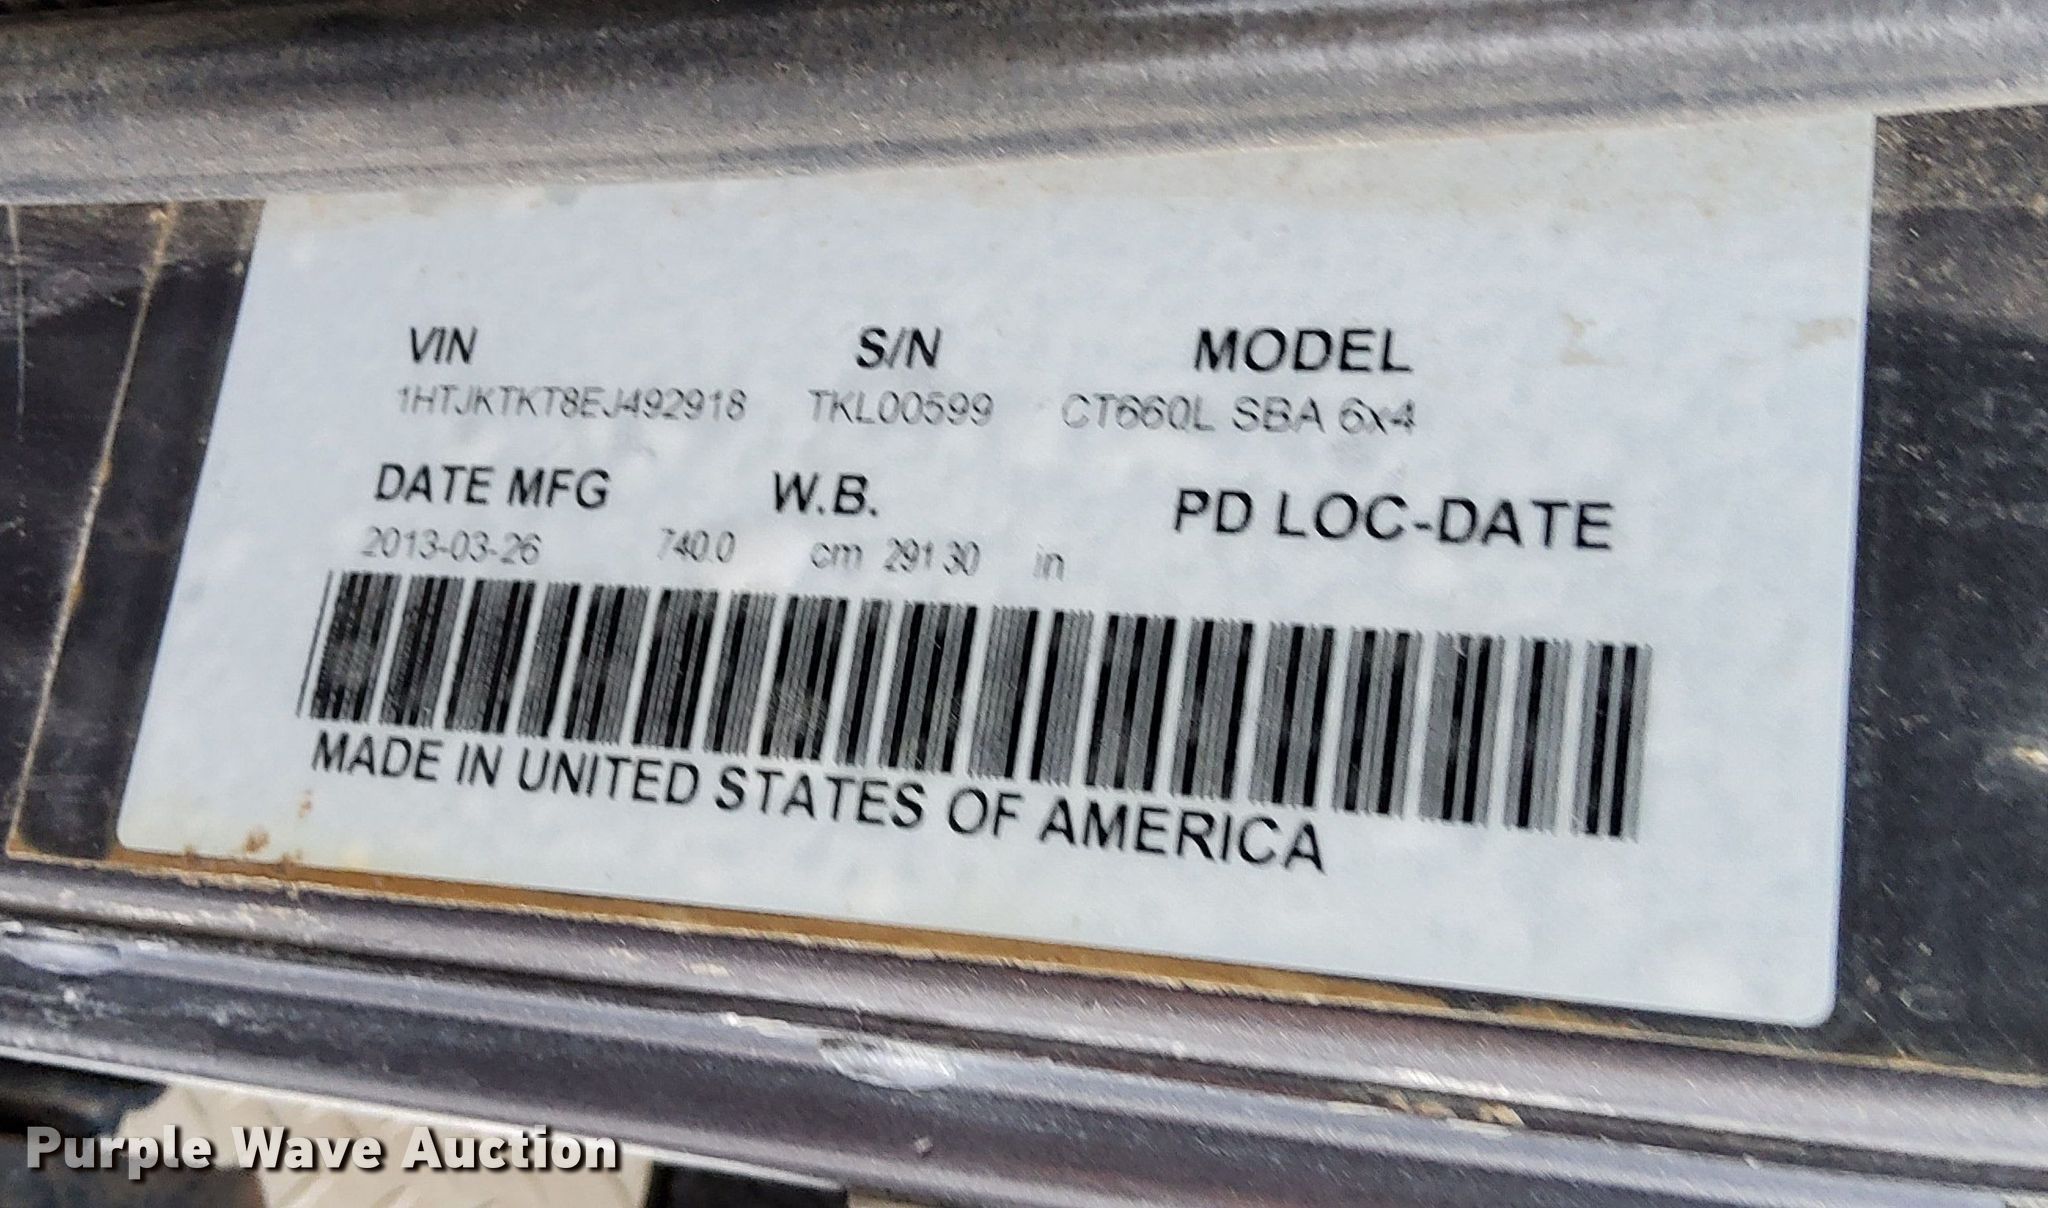 VIN S/N MODEL
1HTJKTKT8EJ492918 TKL00599 CT660L SBA 6x4
DATE MFG W.B. PD LOC-DATE
2013-03-26 740.0 cm 291.30 in
MADE IN UNITED STATES OF AMERICA
Purple Wave Auction